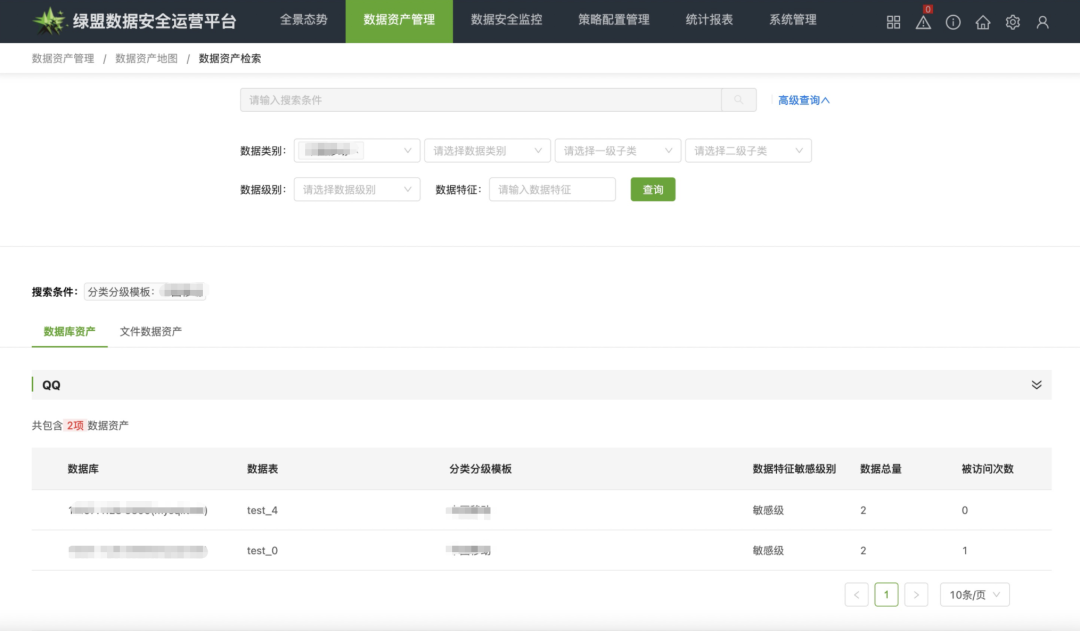 绿盟数据安全运营平台 全景态势 数据资产管理 数据安全监控 策略配置管理 统计报表 系统管理 0
数据资产管理 / 数据资产地图 / 数据资产检索
请输入搜索条件 高级查询
数据类别: 请选择数据类别 请选择一级子类 请选择二级子类
数据级别: 请选择数据级别 数据特征: 请输入数据特征 查询
搜索条件: 分类分级模板:
数据库资产 文件数据资产
QQ
共包含 2项 数据资产
数据库 数据表 分类分级模板 数据特征敏感级别 数据总量 被访问次数
test_4 敏感级 2 0
test_0 敏感级 2 1
< 1 > 10条/页